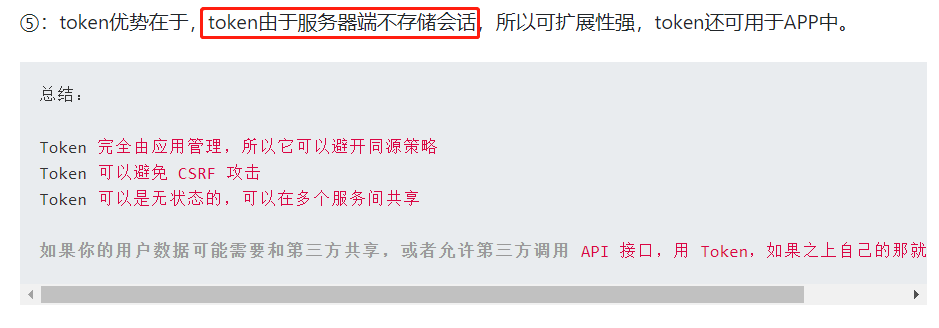 ⑤：token优势在于，token由于服务器端不存储会话，所以可扩展性强，token还可用于APP中。
总结：
Token 完全由应用管理，所以它可以避开同源策略
Token 可以避免 CSRF 攻击
Token 可以是无状态的，可以在多个服务间共享
如果你的用户数据可能需要和第三方共享，或者允许第三方调用 API 接口，用 Token，如果之上自己的那就